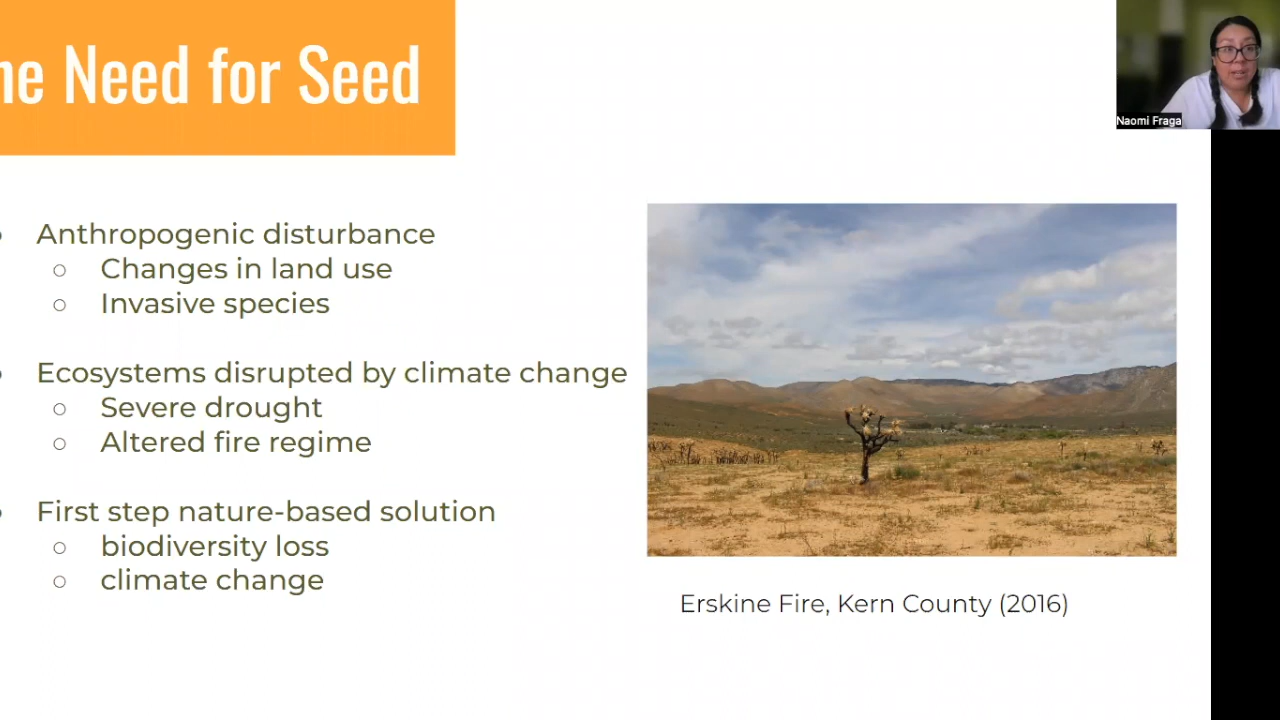 he Need for Seed
Naomi Fraga
Anthropogenic disturbance
○ Changes in land use
○ Invasive species
Ecosystems disrupted by climate change
○ Severe drought
○ Altered fire regime
First step nature-based solution
○ biodiversity loss
○ climate change
Erskine Fire, Kern County (2016)